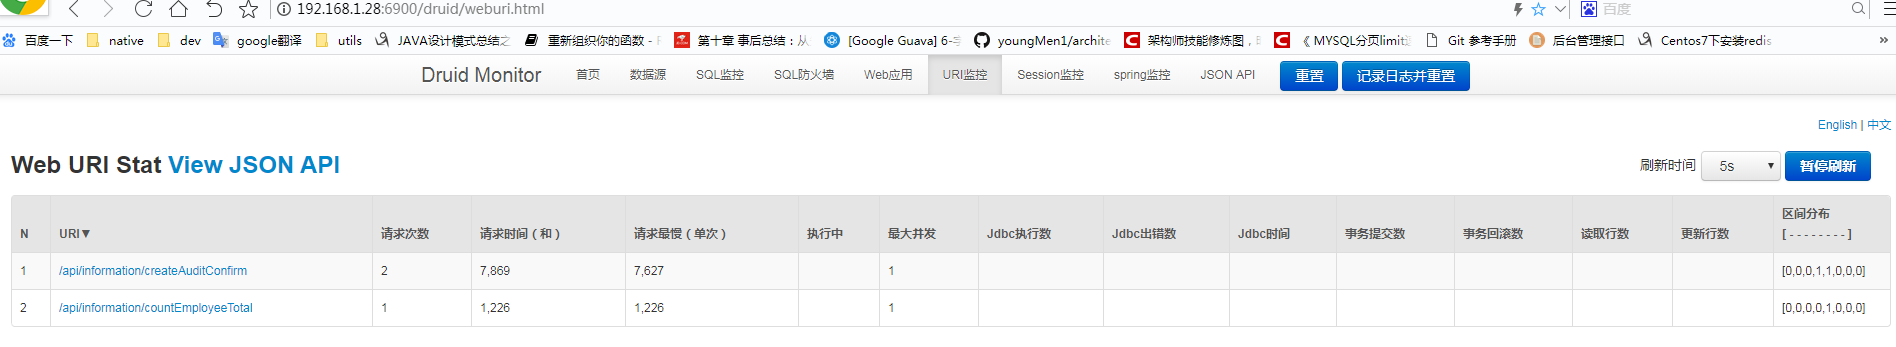 192.168.1.28:6900/druid/weburi.html
百度
百度一下 native dev google翻译 utils JAVA设计模式总结之 重新组织你的函数 - 第十章 事后总结：从 [Google Guava] 6- youngMen1/archite 架构师技能修炼图， 《 MYSQL分页limit Git 参考手册 后台管理接口 Centos7下安装redis »
Druid Monitor 首页 数据源 SQL监控 SQL防火墙 Web应用 URI监控 Session监控 spring监控 JSON API 重置 记录日志并重置
English | 中文
Web URI Stat View JSON API 刷新时间 5s 暂停刷新
N URI▼ 请求次数 请求时间（和） 请求最慢（单次） 执行中 最大并发 Jdbc执行数 Jdbc出错数 Jdbc时间 事务提交数 事务回滚数 读取行数 更新行数 区间分布
[ - - - - - - - - ]
1 /api/information/createAuditConfirm 2 7,869 7,627 1 [0,0,0,1,1,0,0,0]
2 /api/information/countEmployeeTotal 1 1,226 1,226 1 [0,0,0,0,1,0,0,0]